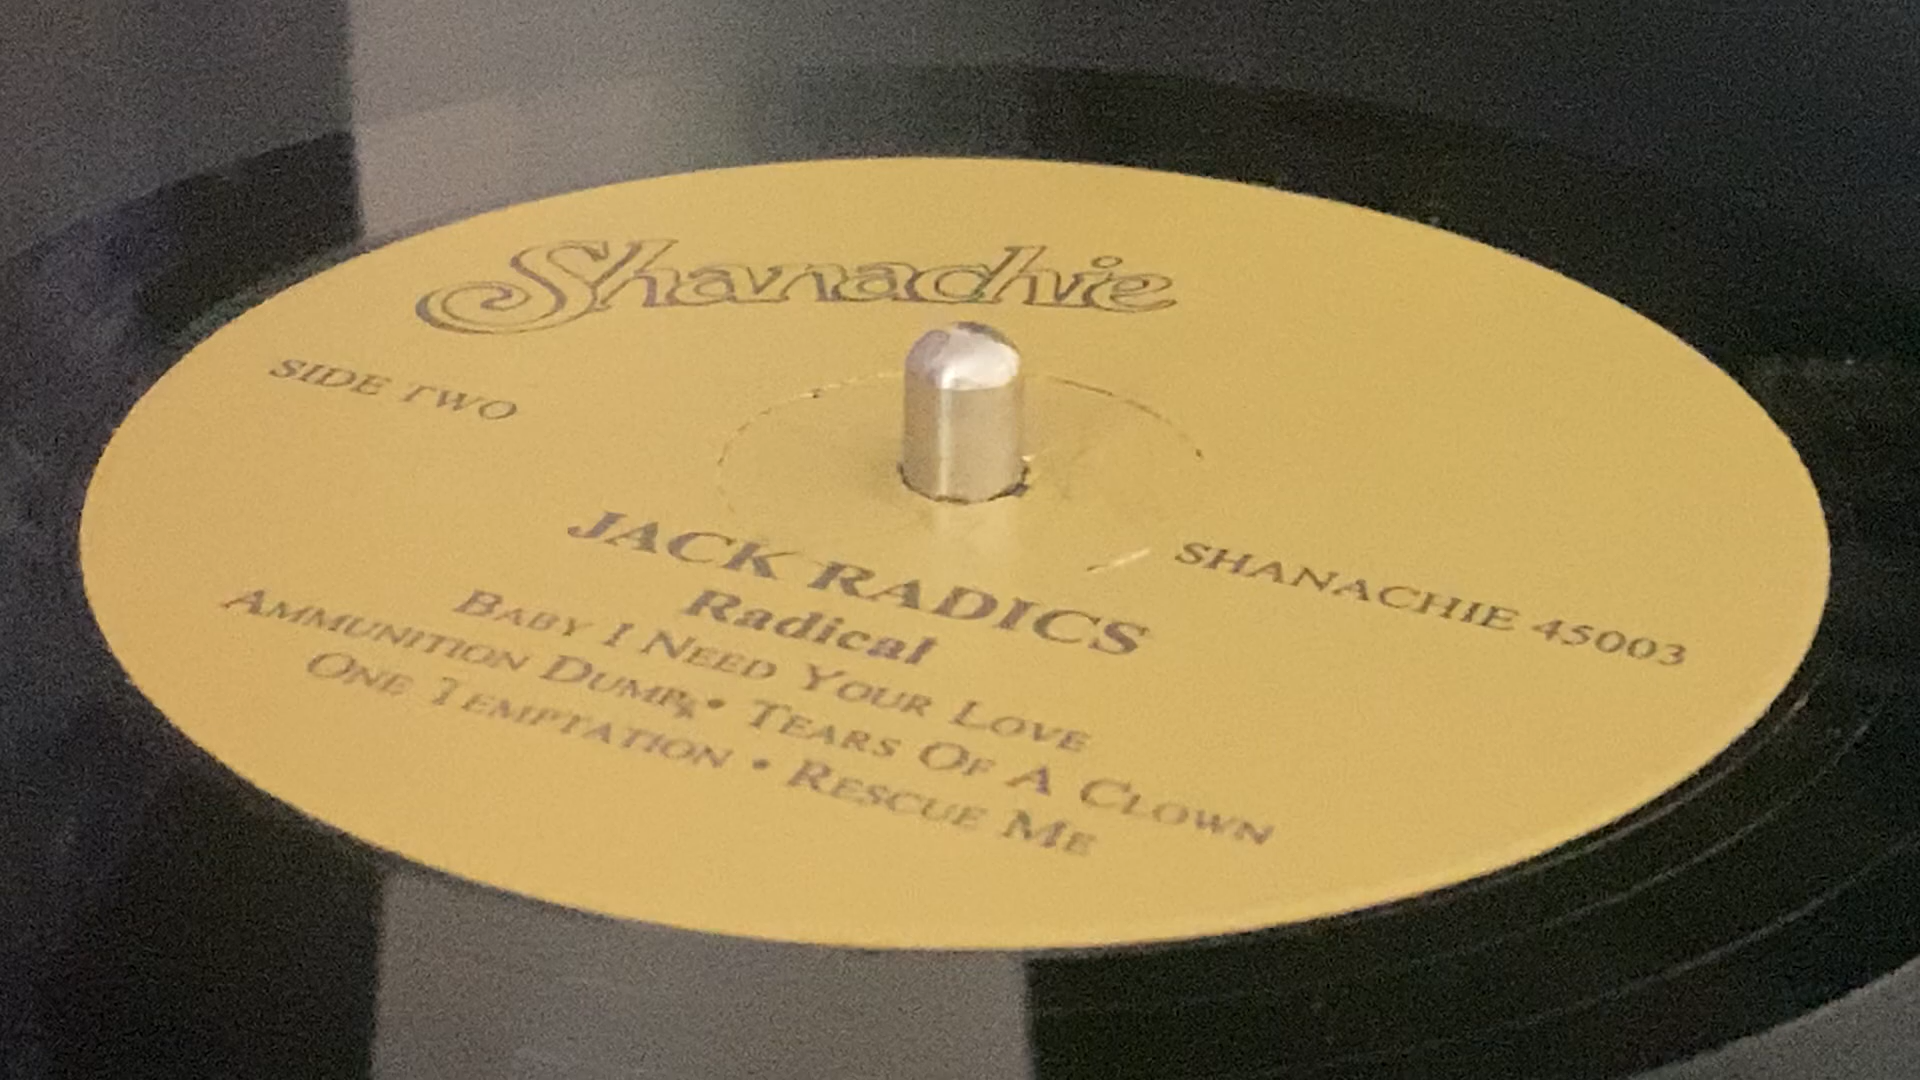 Shanachie
SIDE TWO
SHANACHIE 45003
JACK RADICS
Radical
BABY I NEED YOUR LOVE
AMMUNITION DUMP • TEARS OF A CLOWN
ONE TEMPTATION • RESCUE ME